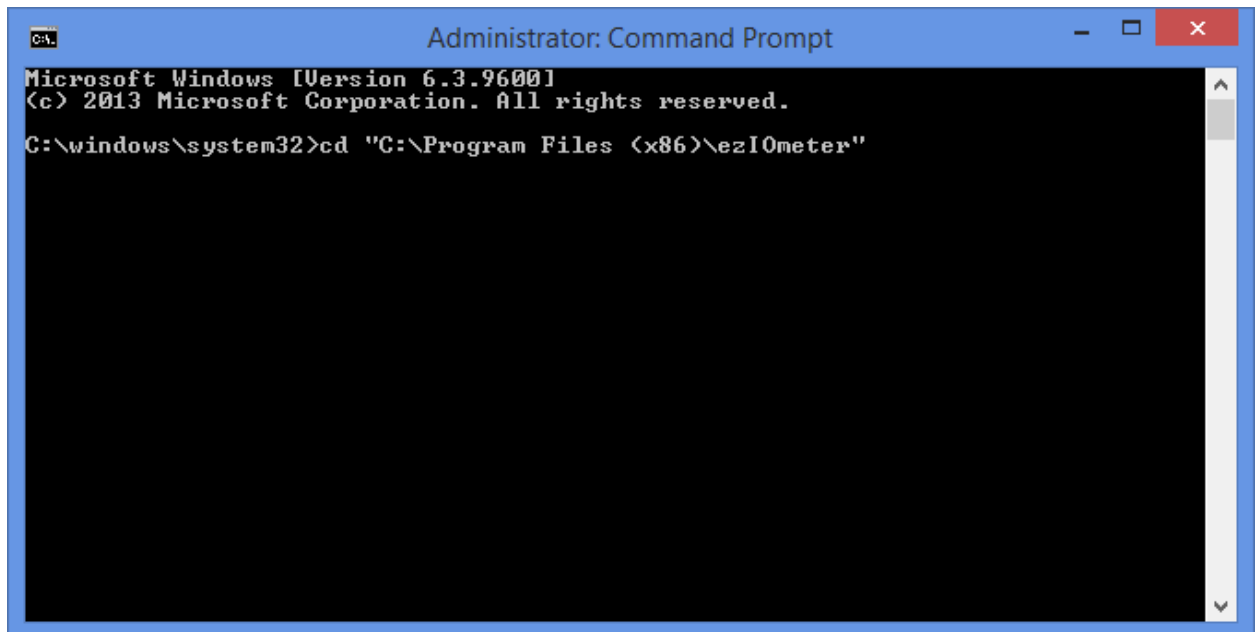 Administrator: Command Prompt
Microsoft Windows [Version 6.3.9600]
(c) 2013 Microsoft Corporation. All rights reserved.
C:\windows\system32>cd "C:\Program Files (x86)\ezIOmeter"